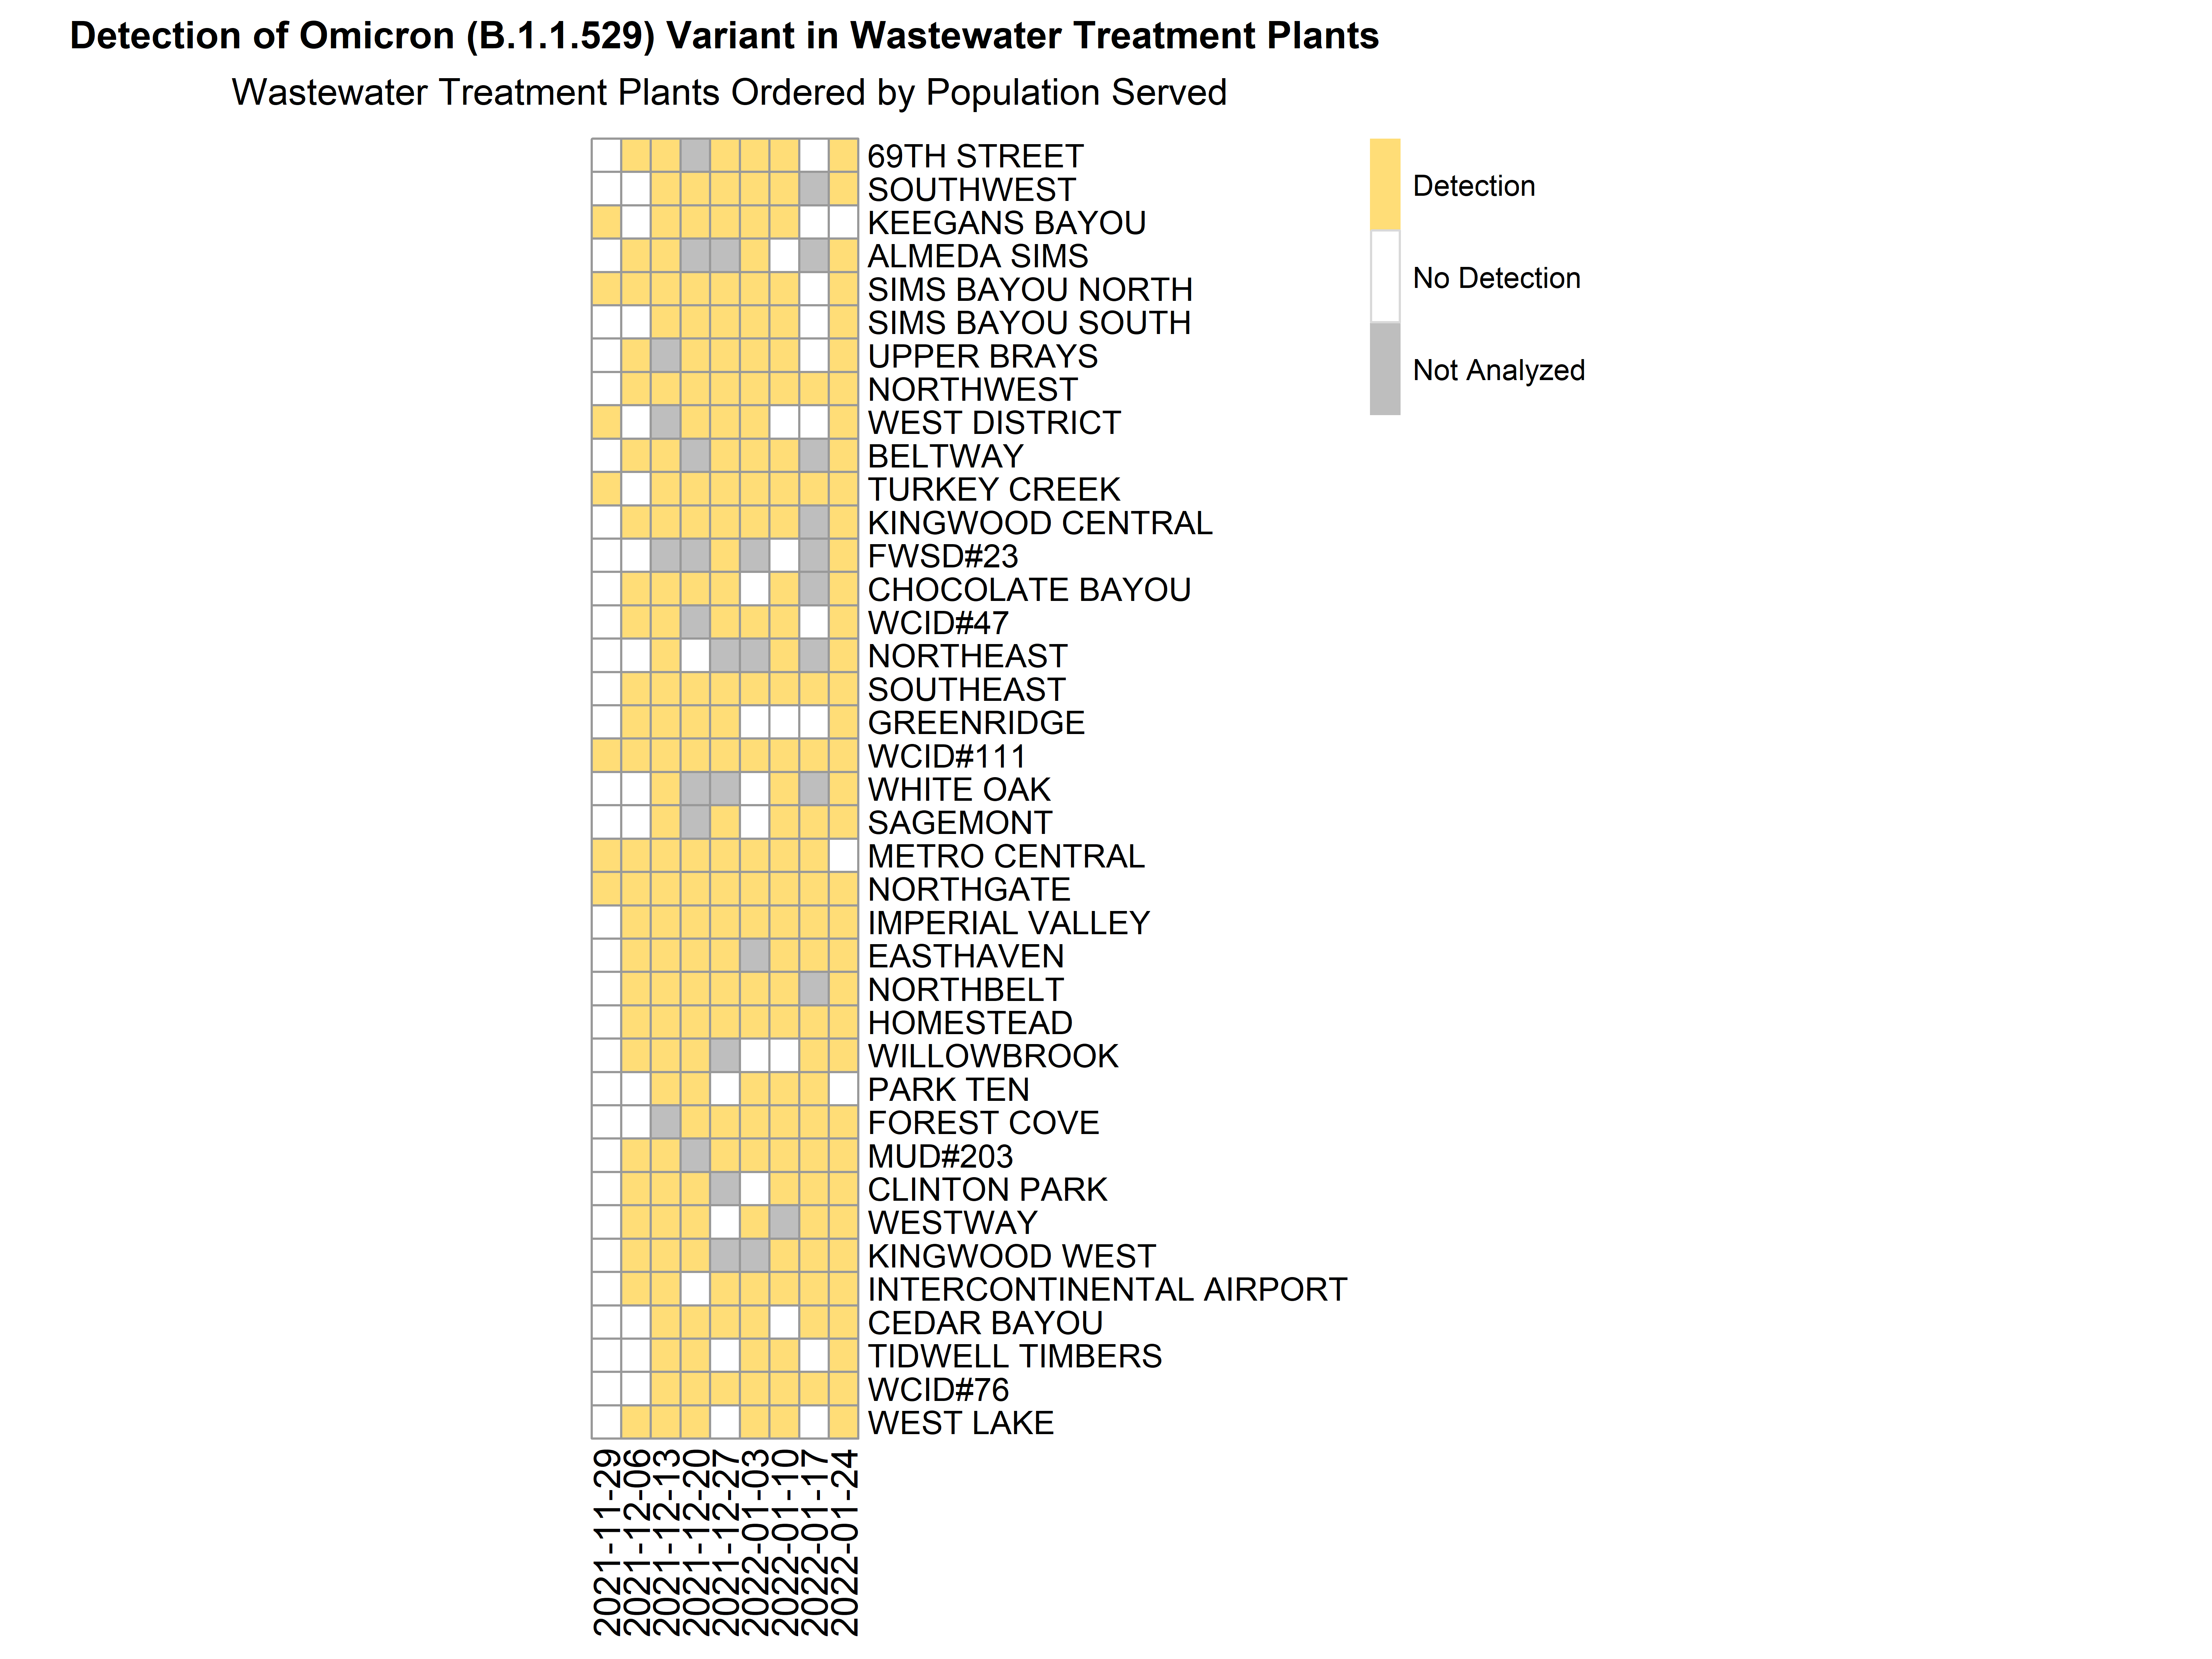 Detection of Omicron (B.1.1.529) Variant in Wastewater Treatment Plants
Wastewater Treatment Plants Ordered by Population Served
69TH STREET
SOUTHWEST
KEEGANS BAYOU
ALMEDA SIMS
SIMS BAYOU NORTH
SIMS BAYOU SOUTH
UPPER BRAYS
NORTHWEST
WEST DISTRICT
BELTWAY
TURKEY CREEK
KINGWOOD CENTRAL
FWSD#23
CHOCOLATE BAYOU
WCID#47
NORTHEAST
SOUTHEAST
GREENRIDGE
WCID#111
WHITE OAK
SAGEMONT
METRO CENTRAL
NORTHGATE
IMPERIAL VALLEY
EASTHAVEN
NORTHBELT
HOMESTEAD
WILLOWBROOK
PARK TEN
FOREST COVE
MUD#203
CLINTON PARK
WESTWAY
KINGWOOD WEST
INTERCONTINENTAL AIRPORT
CEDAR BAYOU
TIDWELL TIMBERS
WCID#76
WEST LAKE
Detection
No Detection
Not Analyzed
2021-11-29
2021-12-06
2021-12-13
2021-12-20
2021-12-27
2022-01-03
2022-01-10
2022-01-17
2022-01-24